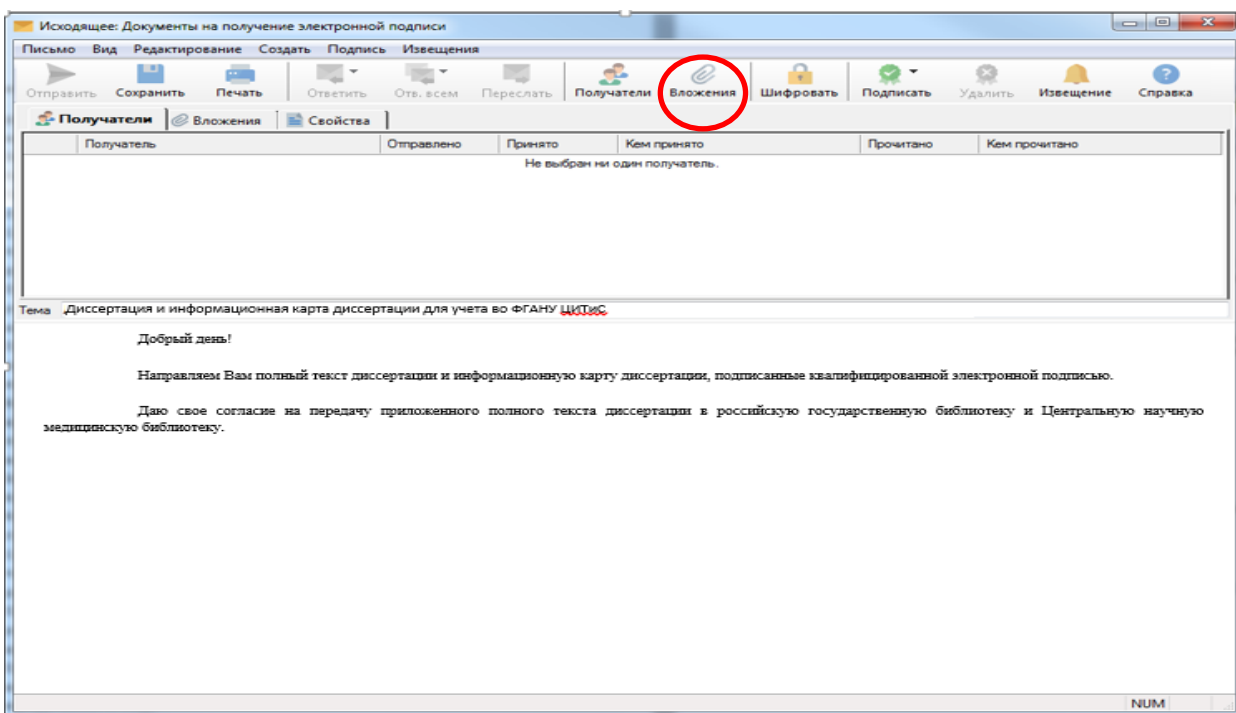 Исходящее: Документы на получение электронной подписи
Письмо Вид Редактирование Создать Подпись Извещения
Отправить Сохранить Печать Ответить Отв. всем Переслать Получатели Вложения Шифровать Подписать Удалить Извещение Справка
Получатели Вложения Свойства
Получатель Отправлено Принято Кем принято Прочитано Кем прочитано
Не выбран ни один получатель.
Тема Диссертация и информационная карта диссертации для учета во ФГАНУ ЦИТиС
Добрый день!
Направляем Вам полный текст диссертации и информационную карту диссертации, подписанные квалифицированной электронной подписью.
Даю свое согласие на передачу приложенного полного текста диссертации в российскую государственную библиотеку и Центральную научную
медицинскую библиотеку.
NUM